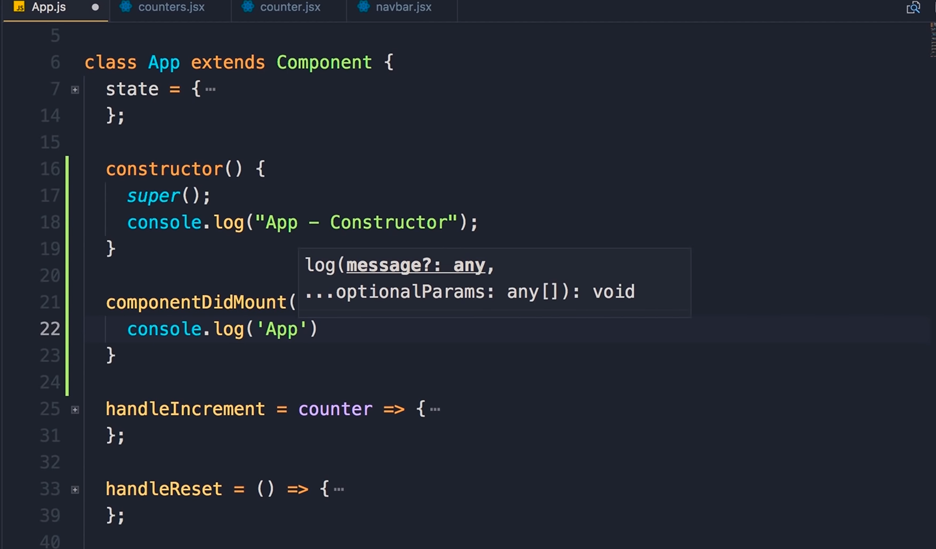 JS App.js ● counters.jsx counter.jsx navbar.jsx
5
6 class App extends Component {
7 state = {⋯
14 };
15
16 constructor() {
17 super();
18 console.log("App – Constructor");
19 }
20
log(message?: any,
21 componentDidMount(
...optionalParams: any[]): void
22 console.log('App')
23 }
24
25 handleIncrement = counter => {⋯
31 };
32
33 handleReset = () => {⋯
39 };
40